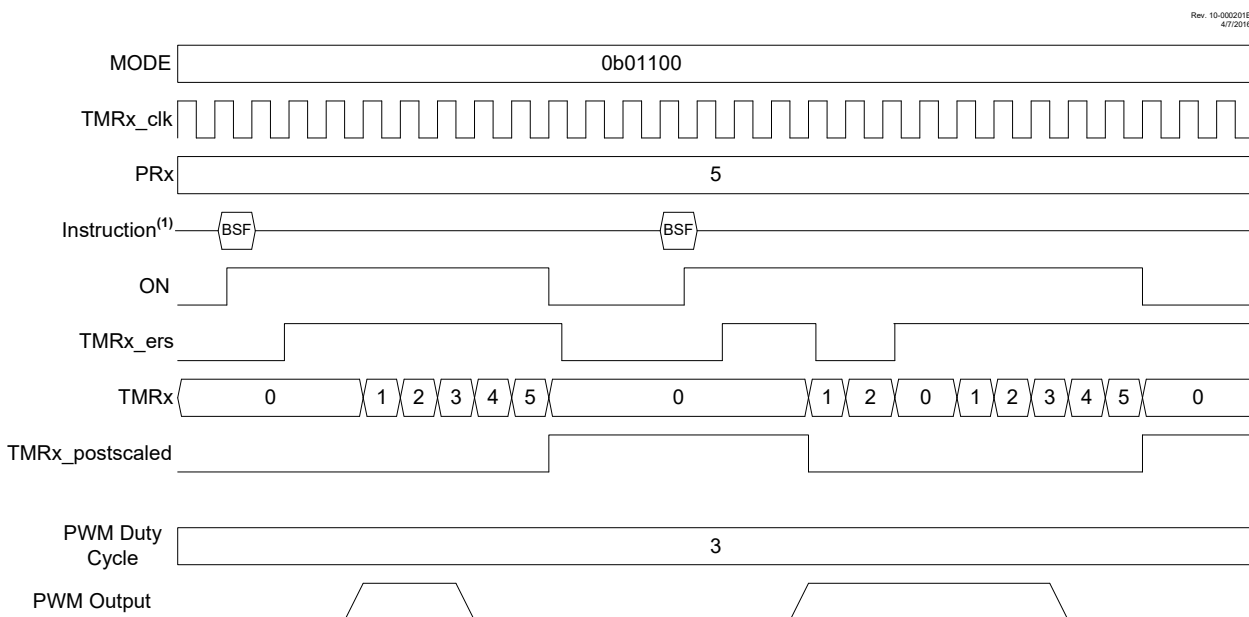 Rev. 10-000201B
4/7/2016
MODE 0b01100
TMRx_clk
PRx 5
Instruction(1) BSF BSF
ON
TMRx_ers
TMRx 0 1 2 3 4 5 0 1 2 0 1 2 3 4 5 0
TMRx_postscaled
PWM Duty
Cycle 3
PWM Output